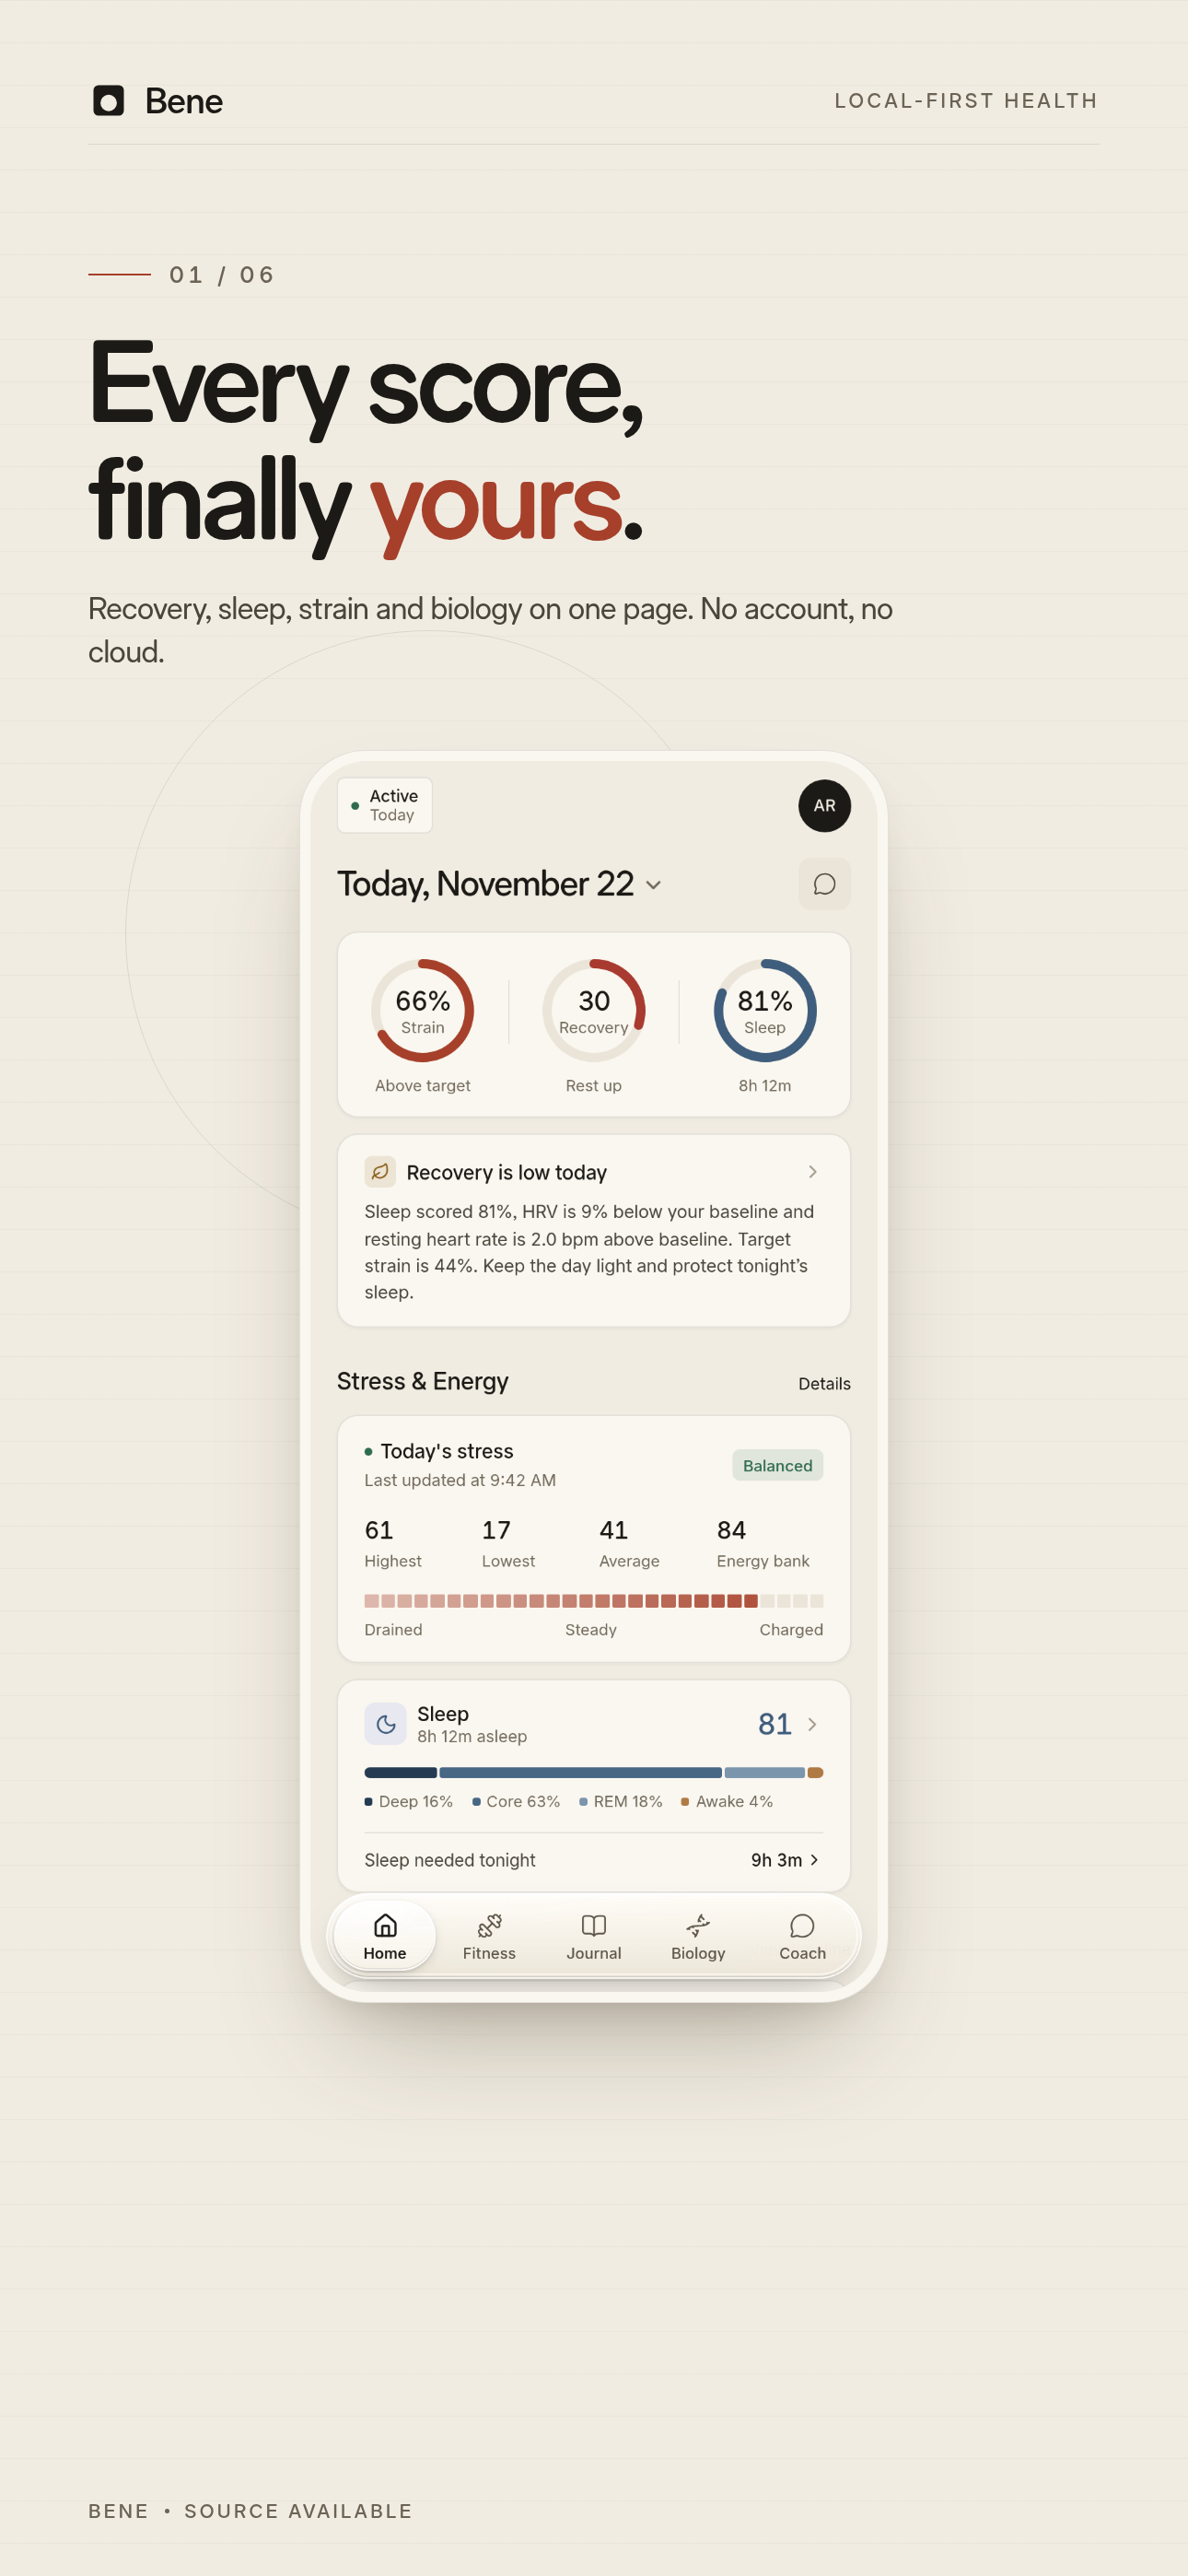 Bene
LOCAL-FIRST HEALTH
01 / 06
Every score,
finally yours.
Recovery, sleep, strain and biology on one page. No account, no
cloud.
Active
Today
AR
Today, November 22
66%
Strain
Above target
30
Recovery
Rest up
81%
Sleep
8h 12m
Recovery is low today
Sleep scored 81%, HRV is 9% below your baseline and
resting heart rate is 2.0 bpm above baseline. Target
strain is 44%. Keep the day light and protect tonight’s
sleep.
Stress & Energy
Details
Today's stress
Last updated at 9:42 AM
Balanced
61
Highest
17
Lowest
41
Average
84
Energy bank
Drained
Steady
Charged
Sleep
8h 12m asleep
81
Deep 16%
Core 63%
REM 18%
Awake 4%
Sleep needed tonight
9h 3m
Home
Fitness
Journal
Biology
Coach
BENE • SOURCE AVAILABLE